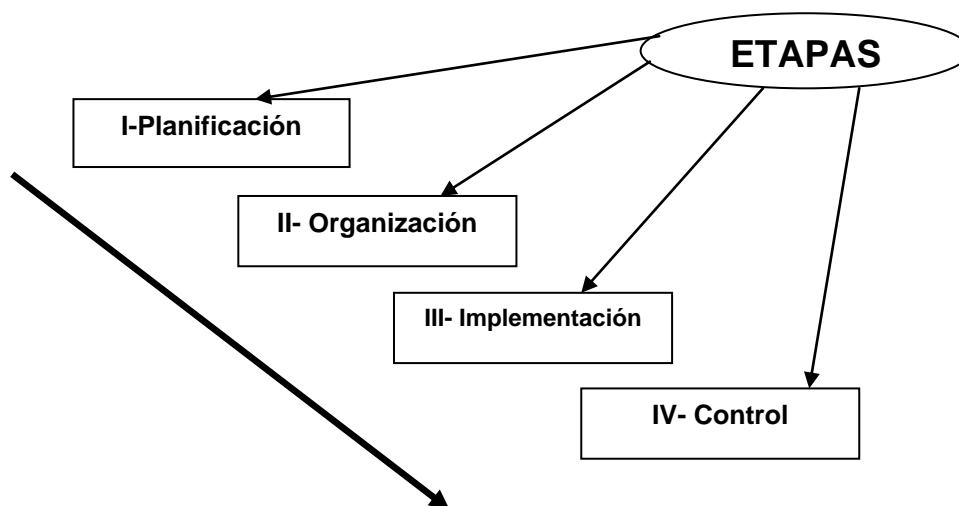 ETAPAS
I-Planificación
II- Organización
III- Implementación
IV- Control